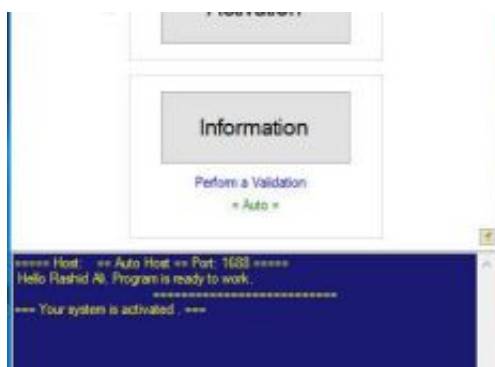 Activation
Information
Perform a Validation
= Auto =
===== Host: == Auto Host == Port: 1688 =====
Hello Rashid Ali. Program is ready to work.
==========================
=== Your system is activated . ===